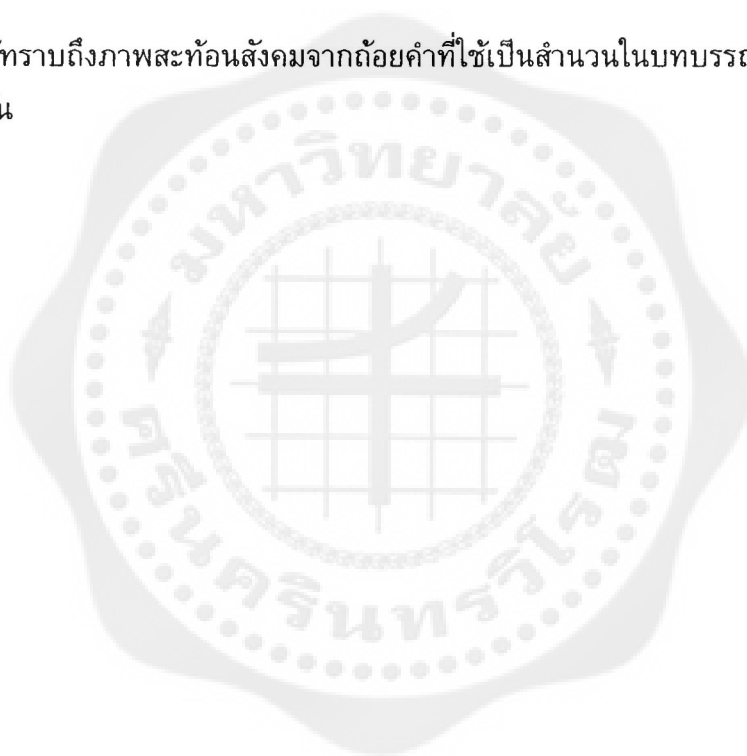 ทราบถึงภาพสะท้อนสังคมจากถ้อยคำที่ใช้เป็นสำนวนในบทบรรณ
มหาวิทยาลัย
ศรีนครินทรวิโรฒ